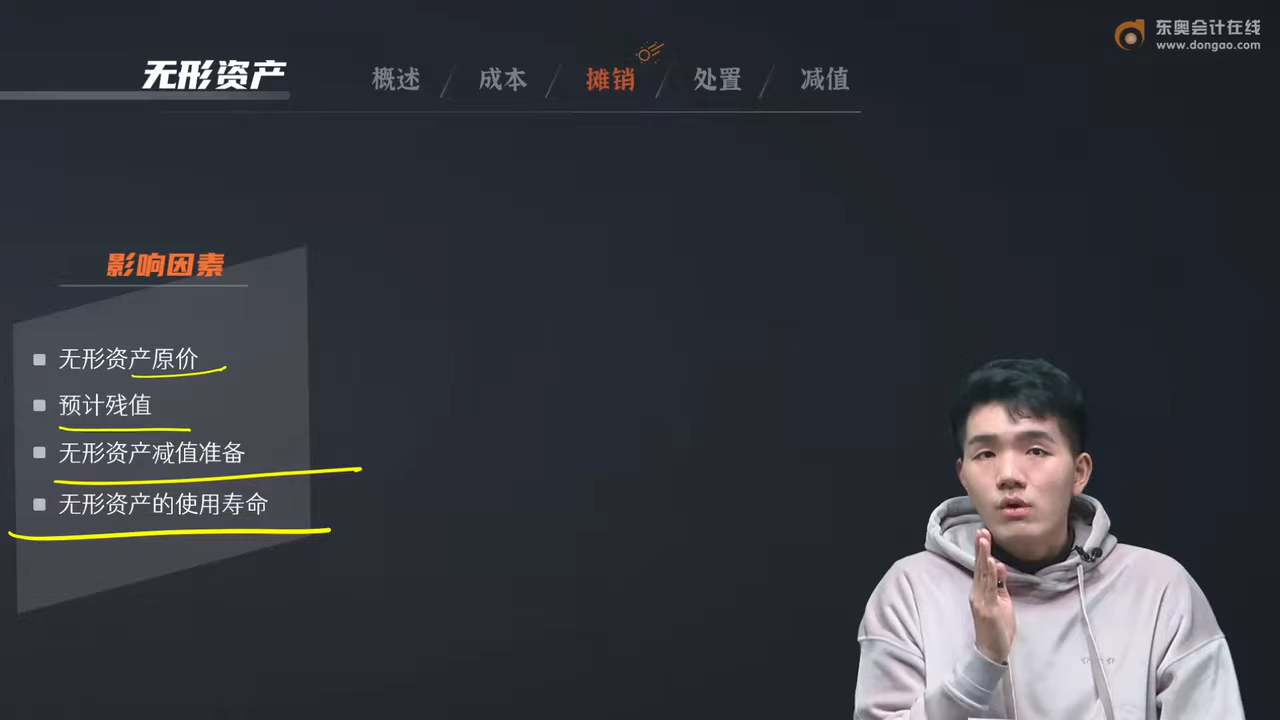 东奥会计在线
www.dongao.com
无形资产
概述 / 成本 / 摊销 / 处置 / 减值
影响因素
无形资产原价
预计残值
无形资产减值准备
无形资产的使用寿命